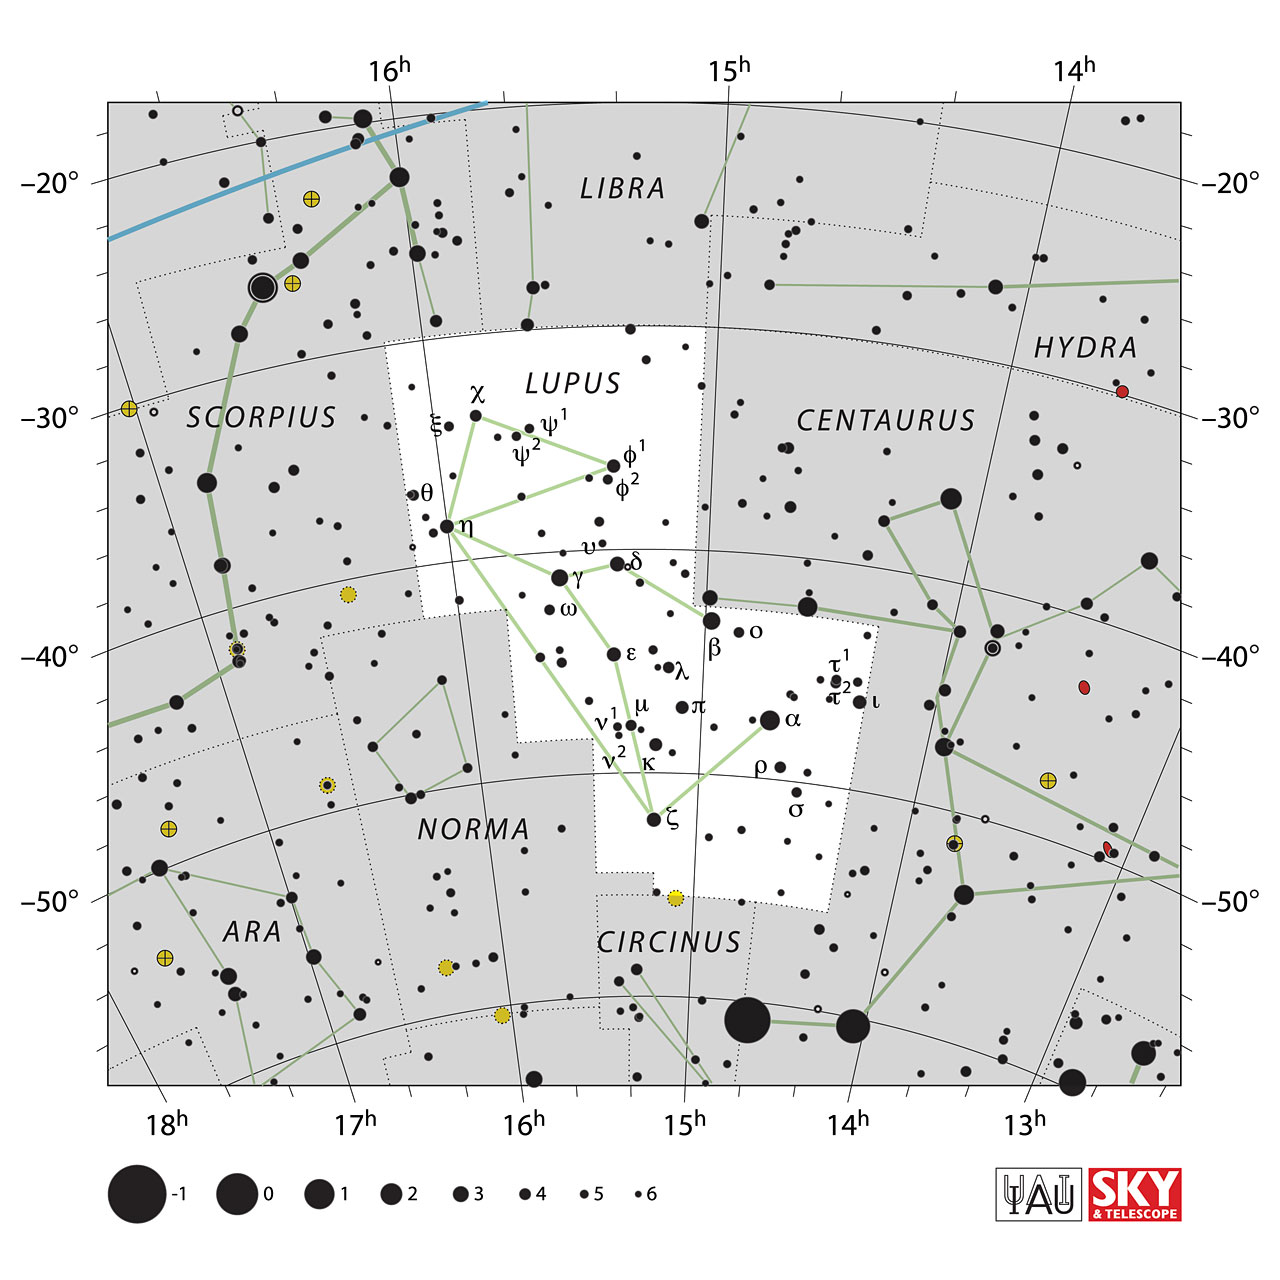 16ʰ 15ʰ 14ʰ
−20° −20°
LIBRA
HYDRA
LUPUS
SCORPIUS CENTAURUS
−30° −30°
χ
ξ ψ¹
ψ²
ϕ¹
ϕ²
θ
η
υ δ
γ
ω ο
β
ε
−40° −40°
λ τ¹
τ²
π ι
μ
ν¹ α
ν² κ
ρ
σ
ζ
NORMA
−50° −50°
ARA CIRCINUS
18ʰ 17ʰ 16ʰ 15ʰ 14ʰ 13ʰ
-1 0 1 2 3 4 5 6
IAU
SKY
& TELESCOPE